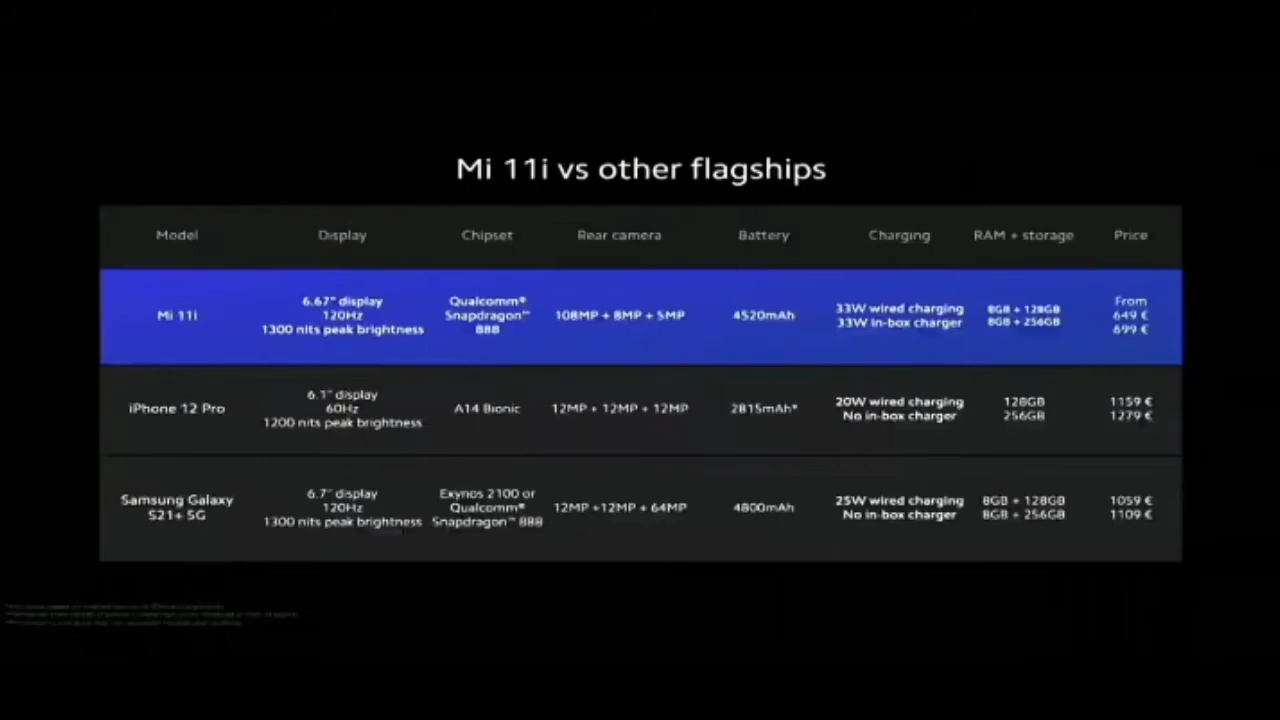 Mi 11i vs other flagships
Model Display Chipset Rear camera Battery Charging RAM + storage Price
Mi 11i
6.67" display
120Hz
1300 nits peak brightness
Qualcomm®
Snapdragon™
888
108MP + 8MP + 5MP
4520mAh
33W wired charging
33W in-box charger
8GB + 128GB
8GB + 256GB
From
649 €
699 €
iPhone 12 Pro
6.1" display
60Hz
1200 nits peak brightness
A14 Bionic
12MP + 12MP + 12MP
2815mAh*
20W wired charging
No in-box charger
128GB
256GB
1159 €
1279 €
Samsung Galaxy
S21+ 5G
6.7" display
120Hz
1300 nits peak brightness
Exynos 2100 or
Qualcomm®
Snapdragon™ 888
12MP +12MP + 64MP
4800mAh
25W wired charging
No in-box charger
8GB + 128GB
8GB + 256GB
1059 €
1109 €